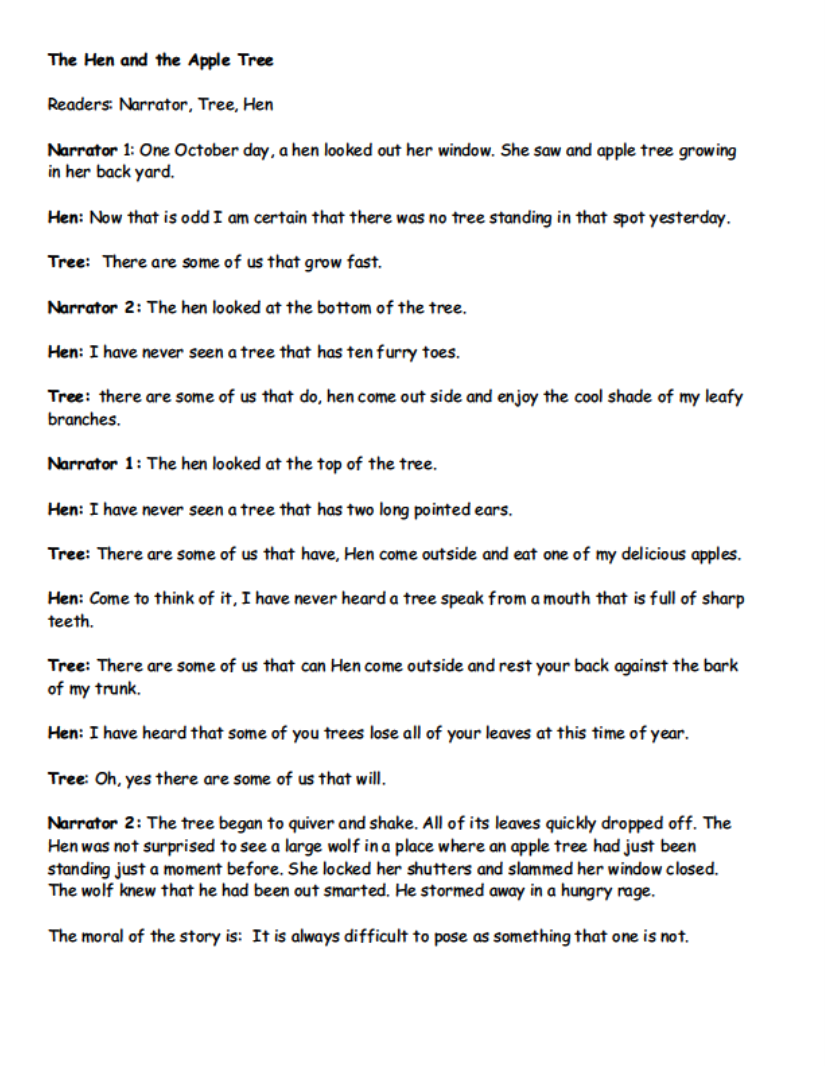 The Hen and the Apple Tree
Readers: Narrator, Tree, Hen
Narrator 1: One October day, a hen looked out her window. She saw and apple tree growing
in her back yard.
Hen: Now that is odd I am certain that there was no tree standing in that spot yesterday.
Tree: There are some of us that grow fast.
Narrator 2: The hen looked at the bottom of the tree.
Hen: I have never seen a tree that has ten furry toes.
Tree: there are some of us that do, hen come out side and enjoy the cool shade of my leafy
branches.
Narrator 1: The hen looked at the top of the tree.
Hen: I have never seen a tree that has two long pointed ears.
Tree: There are some of us that have, Hen come outside and eat one of my delicious apples.
Hen: Come to think of it, I have never heard a tree speak from a mouth that is full of sharp
teeth.
Tree: There are some of us that can Hen come outside and rest your back against the bark
of my trunk.
Hen: I have heard that some of you trees lose all of your leaves at this time of year.
Tree: Oh, yes there are some of us that will.
Narrator 2: The tree began to quiver and shake. All of its leaves quickly dropped off. The
Hen was not surprised to see a large wolf in a place where an apple tree had just been
standing just a moment before. She locked her shutters and slammed her window closed.
The wolf knew that he had been out smarted. He stormed away in a hungry rage.
The moral of the story is: It is always difficult to pose as something that one is not.